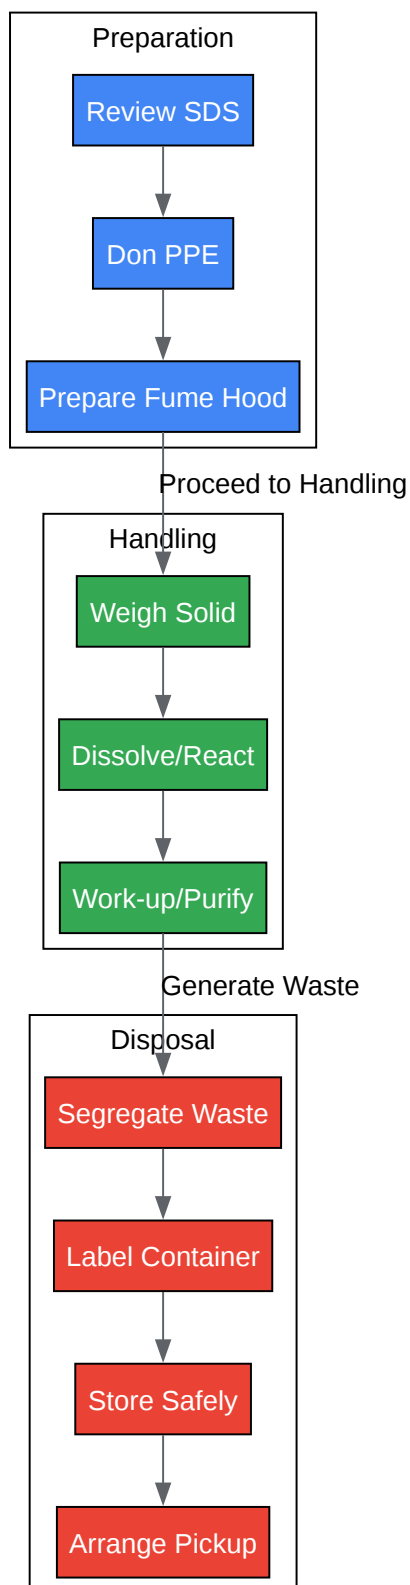 Preparation
Review SDS
Don PPE
Prepare Fume Hood
Proceed to Handling
Handling
Weigh Solid
Dissolve/React
Work-up/Purify
Generate Waste
Disposal
Segregate Waste
Label Container
Store Safely
Arrange Pickup